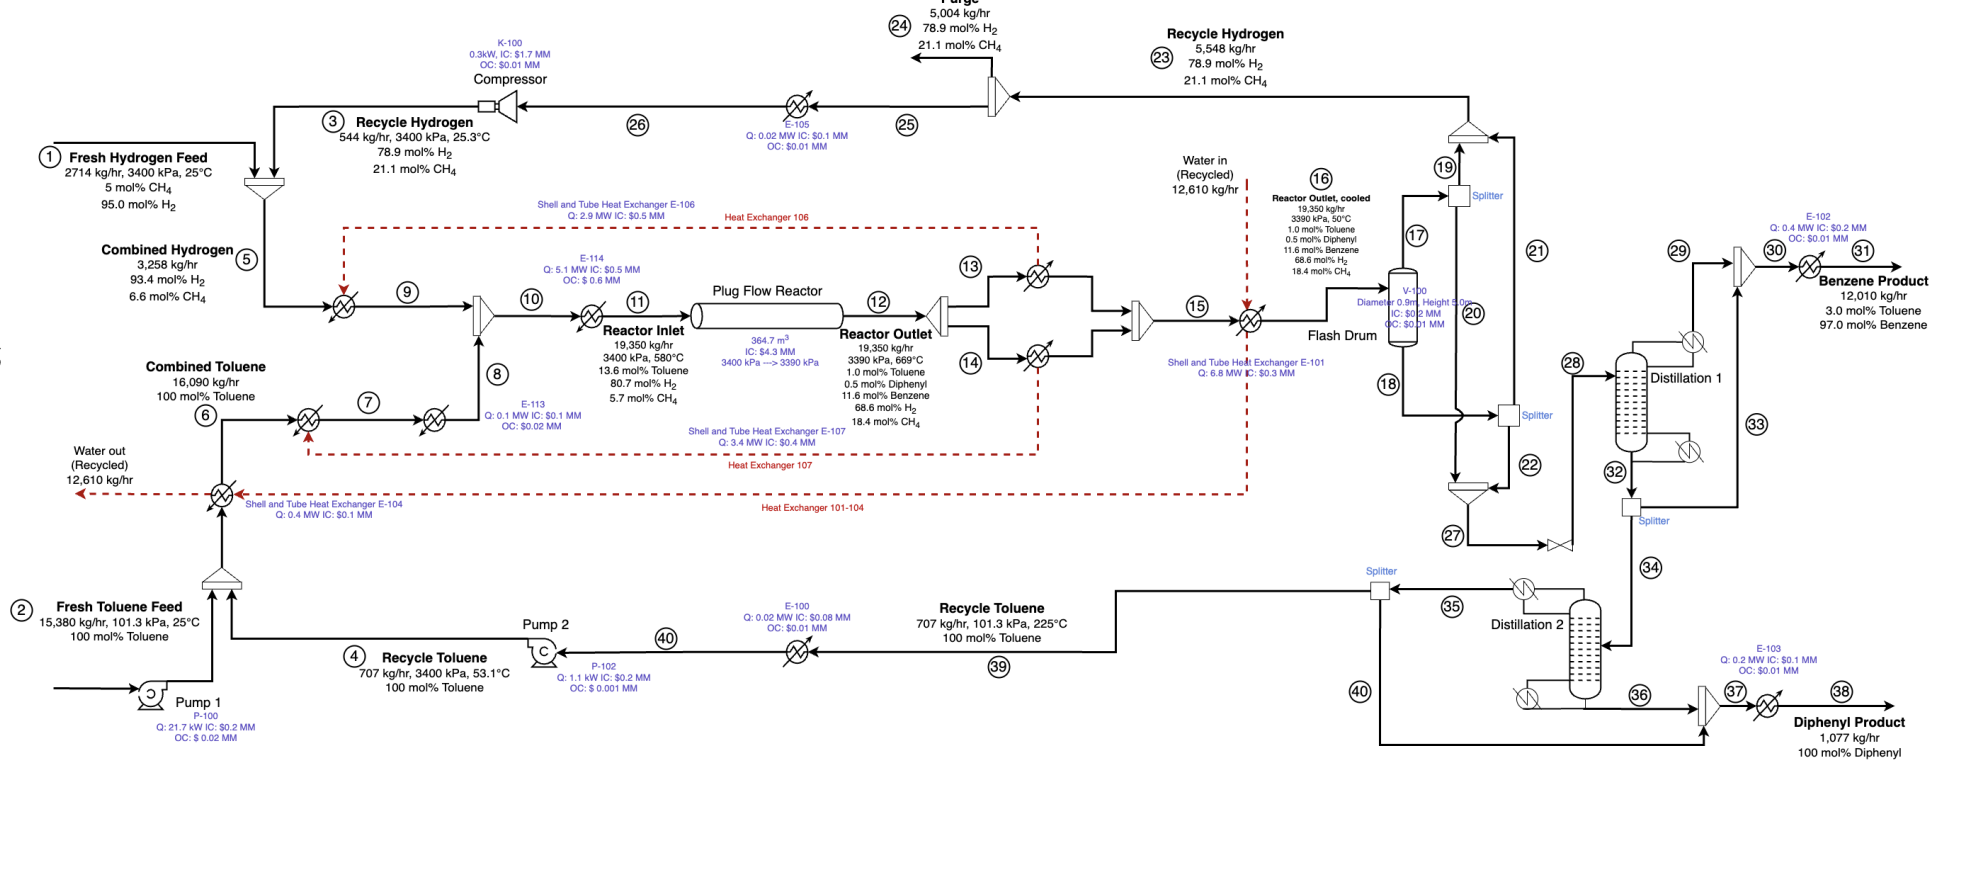 Purge
5,004 kg/hr
78.9 mol% H2
21.1 mol% CH4
24
K-100
0.3kW, IC: $1.7 MM
OC: $0.01 MM
Compressor
Recycle Hydrogen
5,548 kg/hr
78.9 mol% H2
21.1 mol% CH4
23
3
Recycle Hydrogen
544 kg/hr, 3400 kPa, 25.3°C
78.9 mol% H2
21.1 mol% CH4
26
E-105
Q: 0.02 MW IC: $0.1 MM
OC: $0.01 MM
25
1
Fresh Hydrogen Feed
2714 kg/hr, 3400 kPa, 25°C
5 mol% CH4
95.0 mol% H2
Water in
(Recycled)
12,610 kg/hr
16
Reactor Outlet, cooled
19,350 kg/hr
3390 kPa, 50°C
1.0 mol% Toluene
0.5 mol% Diphenyl
11.6 mol% Benzene
68.6 mol% H2
18.4 mol% CH4
19
Splitter
17
21
Combined Hydrogen
3,258 kg/hr
93.4 mol% H2
6.6 mol% CH4
5
Shell and Tube Heat Exchanger E-106
Q: 2.9 MW IC: $0.5 MM
Heat Exchanger 106
E-114
Q: 5.1 MW IC: $0.5 MM
OC: $ 0.6 MM
9
10
11
Plug Flow Reactor
12
13
14
15
364.7 m3
IC: $4.3 MM
3400 kPa ---> 3390 kPa
Reactor Inlet
19,350 kg/hr
3400 kPa, 580°C
13.6 mol% Toluene
80.7 mol% H2
5.7 mol% CH4
Reactor Outlet
19,350 kg/hr
3390 kPa, 669°C
1.0 mol% Toluene
0.5 mol% Diphenyl
11.6 mol% Benzene
68.6 mol% H2
18.4 mol% CH4
V-100
Diameter 0.9m, Height 5.0m
IC: $0.2 MM
OC: $0.01 MM
Flash Drum
20
Shell and Tube Heat Exchanger E-101
Q: 6.8 MW IC: $0.3 MM
18
Splitter
22
29
E-102
Q: 0.4 MW IC: $0.2 MM
OC: $0.01 MM
30
31
Benzene Product
12,010 kg/hr
3.0 mol% Toluene
97.0 mol% Benzene
28
Distillation 1
33
32
Splitter
Combined Toluene
16,090 kg/hr
100 mol% Toluene
6
7
8
E-113
Q: 0.1 MW IC: $0.1 MM
OC: $0.02 MM
Shell and Tube Heat Exchanger E-107
Q: 3.4 MW IC: $0.4 MM
Heat Exchanger 107
Water out
(Recycled)
12,610 kg/hr
Shell and Tube Heat Exchanger E-104
Q: 0.4 MW IC: $0.1 MM
Heat Exchanger 101-104
27
34
2
Fresh Toluene Feed
15,380 kg/hr, 101.3 kPa, 25°C
100 mol% Toluene
Pump 1
P-100
Q: 21.7 kW IC: $0.2 MM
OC: $ 0.02 MM
4
Recycle Toluene
707 kg/hr, 3400 kPa, 53.1°C
100 mol% Toluene
Pump 2
C
C
P-102
Q: 1.1 kW IC: $0.2 MM
OC: $ 0.001 MM
40
E-100
Q: 0.02 MW IC: $0.08 MM
OC: $0.01 MM
Recycle Toluene
707 kg/hr, 101.3 kPa, 225°C
100 mol% Toluene
39
Splitter
35
Distillation 2
40
36
E-103
Q: 0.2 MW IC: $0.1 MM
OC: $0.01 MM
37
38
Diphenyl Product
1,077 kg/hr
100 mol% Diphenyl